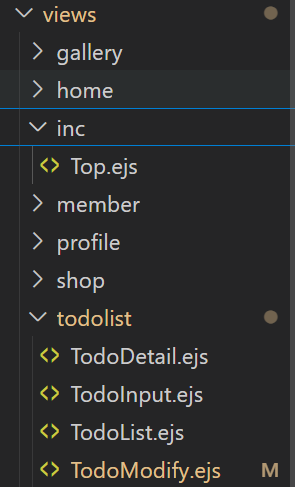 views
gallery
home
inc
Top.ejs
member
profile
shop
todolist
TodoDetail.ejs
TodoInput.ejs
TodoList.ejs
TodoModify.ejs M